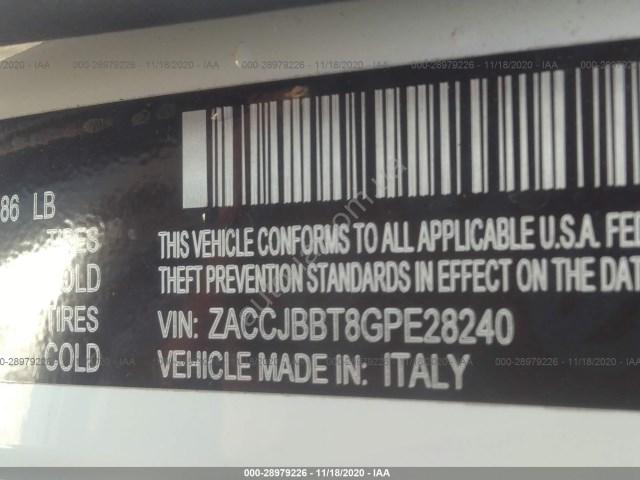 000-28979226 - 11/18/2020 - IAA
86 LB
TIRES
COLD
TIRES
COLD
THIS VEHICLE CONFORMS TO ALL APPLICABLE U.S.A. FEL
THEFT PREVENTION STANDARDS IN EFFECT ON THE DAT
VIN: ZACCJBBT8GPE28240
VEHICLE MADE IN: ITALY
000-28979226 - 11/18/2020 - IAA